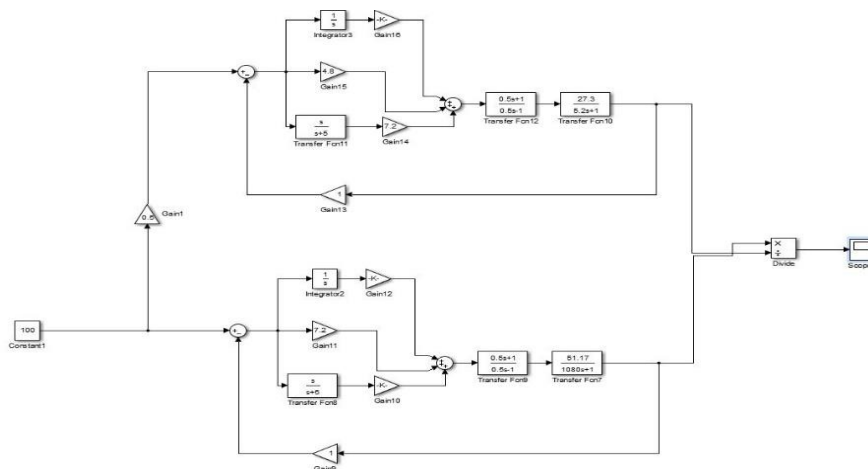 1
s
Integrator3
-K-
Gain16
4.8
Gain15
s
s+5
Transfer Fcn11
7.2
Gain14
0.5s+1
0.5s-1
Transfer Fcn12
27.3
5.2s+1
Transfer Fcn10
1
Gain13
0.5
Gain1
×
÷
Divide
Scope
100
Constant1
1
s
Integrator2
-K-
Gain12
7.2
Gain11
s
s+5
Transfer Fcn8
-K-
Gain10
0.5s+1
0.5s-1
Transfer Fcn9
51.17
1080s+1
Transfer Fcn7
1